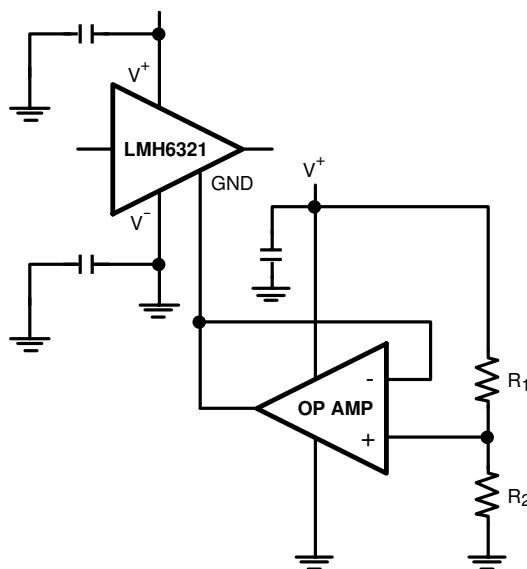 V⁺
LMH6321
GND
V⁻
V⁺
R₁
-
OP AMP
+
R₂